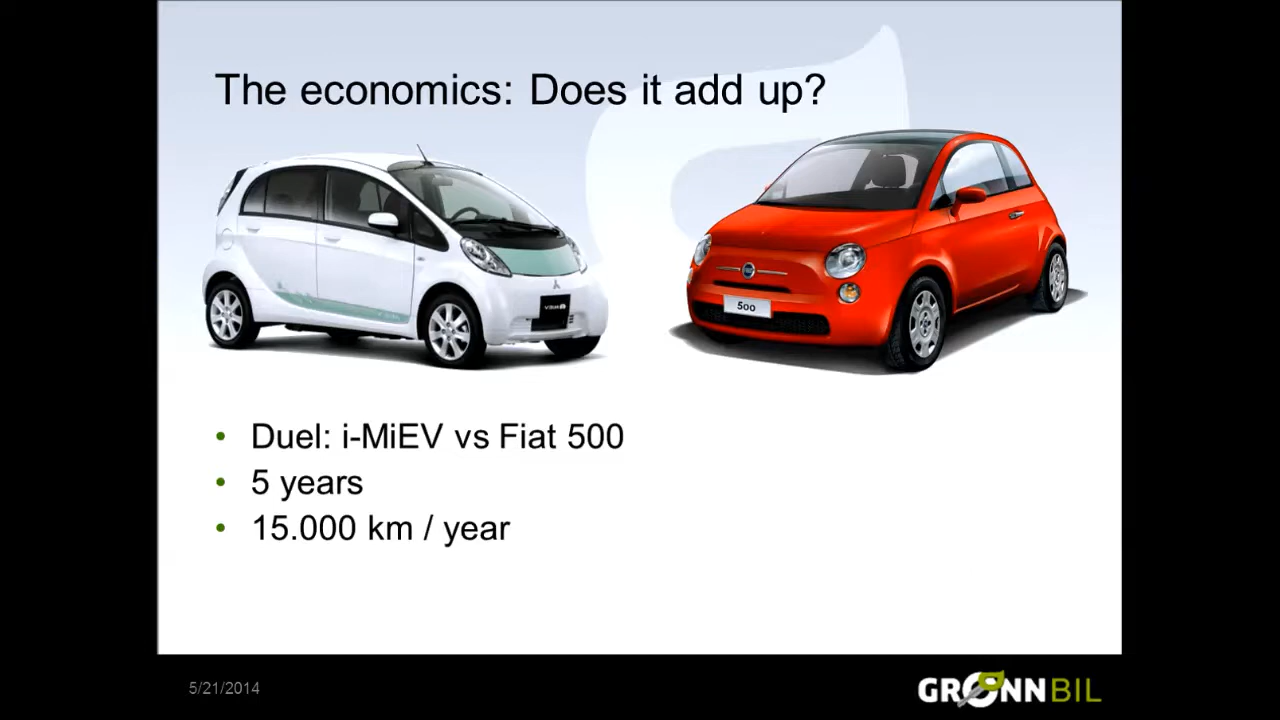 The economics: Does it add up?
500
• Duel: i-MiEV vs Fiat 500
• 5 years
• 15.000 km / year
5/21/2014
GRØNNBIL